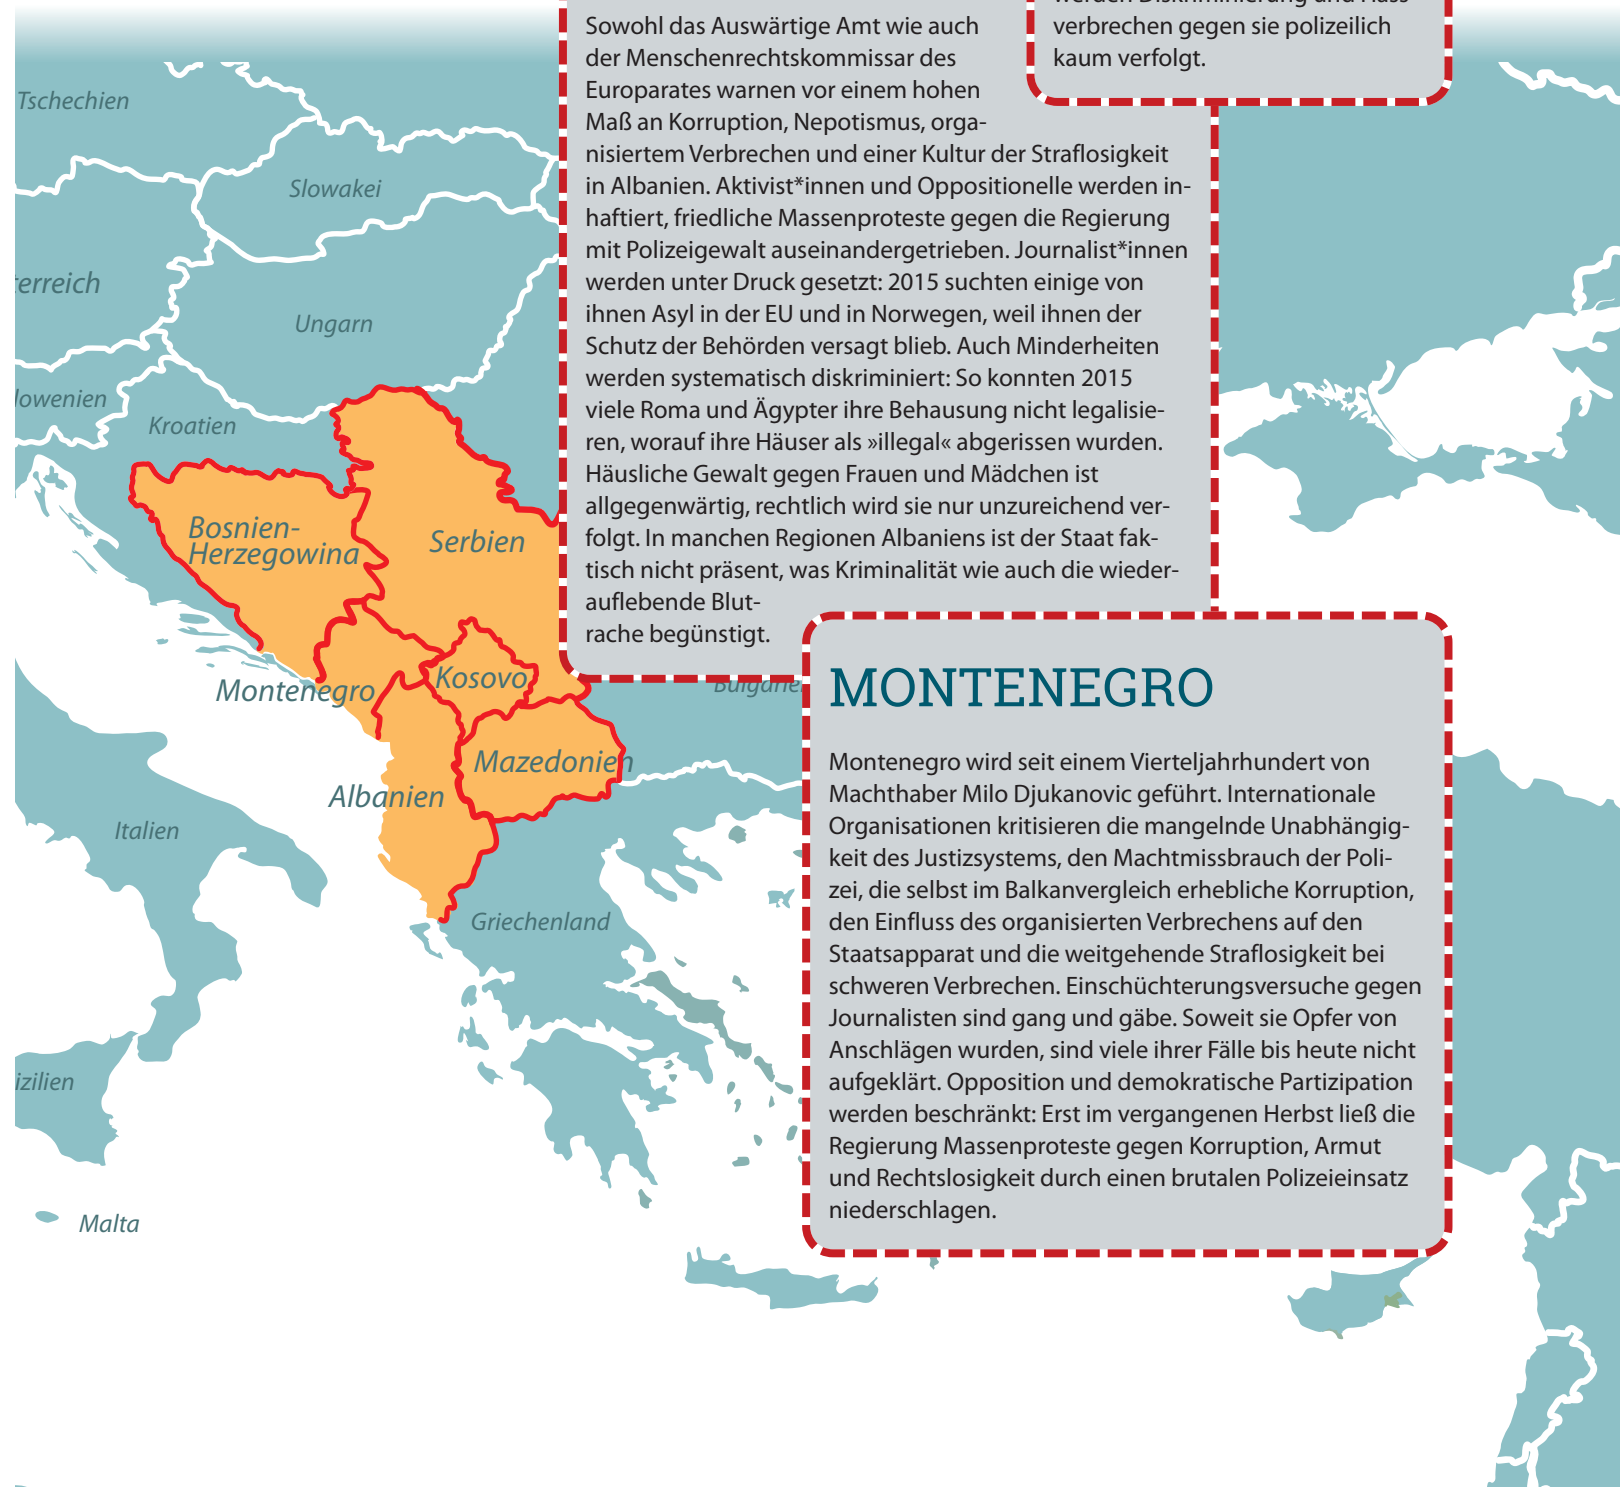 Sowohl das Auswärtige Amt wie auch
der Menschenrechtskommissar des
Europarates warnen vor einem hohen
Maß an Korruption, Nepotismus, orga-
nisiertem Verbrechen und einer Kultur der Straflosigkeit
in Albanien. Aktivist*innen und Oppositionelle werden in-
haftiert, friedliche Massenproteste gegen die Regierung
mit Polizeigewalt auseinandergetrieben. Journalist*innen
werden unter Druck gesetzt: 2015 suchten einige von
ihnen Asyl in der EU und in Norwegen, weil ihnen der
Schutz der Behörden versagt blieb. Auch Minderheiten
werden systematisch diskriminiert: So konnten 2015
viele Roma und Ägypter ihre Behausung nicht legalisie-
ren, worauf ihre Häuser als »illegal« abgerissen wurden.
Häusliche Gewalt gegen Frauen und Mädchen ist
allgegenwärtig, rechtlich wird sie nur unzureichend ver-
folgt. In manchen Regionen Albaniens ist der Staat fak-
tisch nicht präsent, was Kriminalität wie auch die wieder-
auflebende Blut-
rache begünstigt.
werden Diskriminierung und Hass-
verbrechen gegen sie polizeilich
kaum verfolgt.
MONTENEGRO
Montenegro wird seit einem Vierteljahrhundert von
Machthaber Milo Djukanovic geführt. Internationale
Organisationen kritisieren die mangelnde Unabhängig-
keit des Justizsystems, den Machtmissbrauch der Poli-
zei, die selbst im Balkanvergleich erhebliche Korruption,
den Einfluss des organisierten Verbrechens auf den
Staatsapparat und die weitgehende Straflosigkeit bei
schweren Verbrechen. Einschüchterungsversuche gegen
Journalisten sind gang und gäbe. Soweit sie Opfer von
Anschlägen wurden, sind viele ihrer Fälle bis heute nicht
aufgeklärt. Opposition und demokratische Partizipation
werden beschränkt: Erst im vergangenen Herbst ließ die
Regierung Massenproteste gegen Korruption, Armut
und Rechtslosigkeit durch einen brutalen Polizeieinsatz
niederschlagen.
Tschechien
Slowakei
erreich
Ungarn
lowenien
Kroatien
Bosnien-
Herzegowina
Serbien
Montenegro
Kosovo
Bulgarie
Mazedonien
Albanien
Italien
Griechenland
izilien
Malta